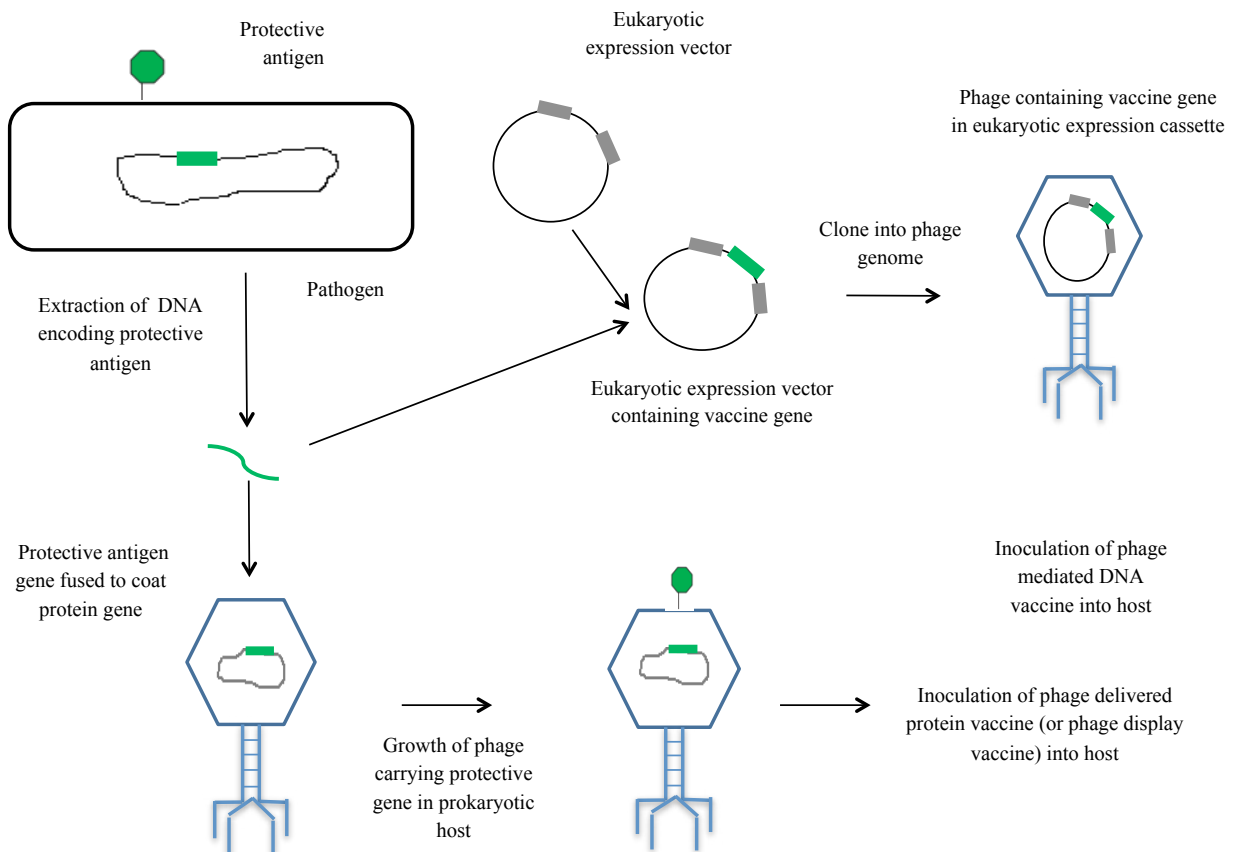 Protective
antigen
Eukaryotic
expression vector
Phage containing vaccine gene
in eukaryotic expression cassette
Clone into phage
genome
Pathogen
Extraction of DNA
encoding protective
antigen
Eukaryotic expression vector
containing vaccine gene
Protective antigen
gene fused to coat
protein gene
Inoculation of phage
mediated DNA
vaccine into host
Growth of phage
carrying protective
gene in prokaryotic
host
Inoculation of phage delivered
protein vaccine (or phage display
vaccine) into host